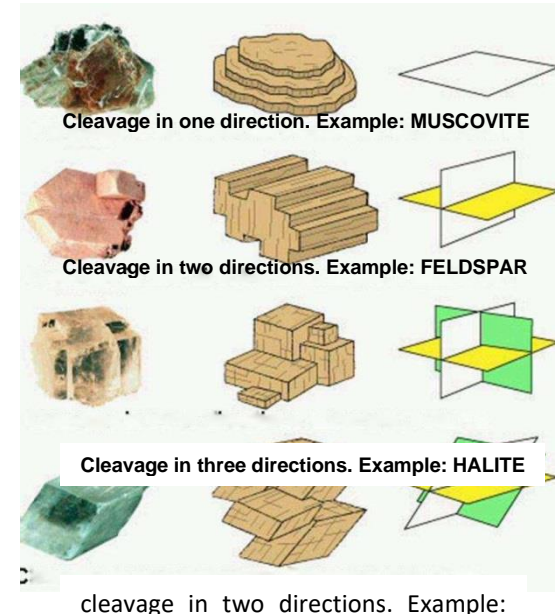 Cleavage in one direction. Example: MUSCOVITE
Cleavage in two directions. Example: FELDSPAR
Cleavage in three directions. Example: HALITE
cleavage in two directions. Example: